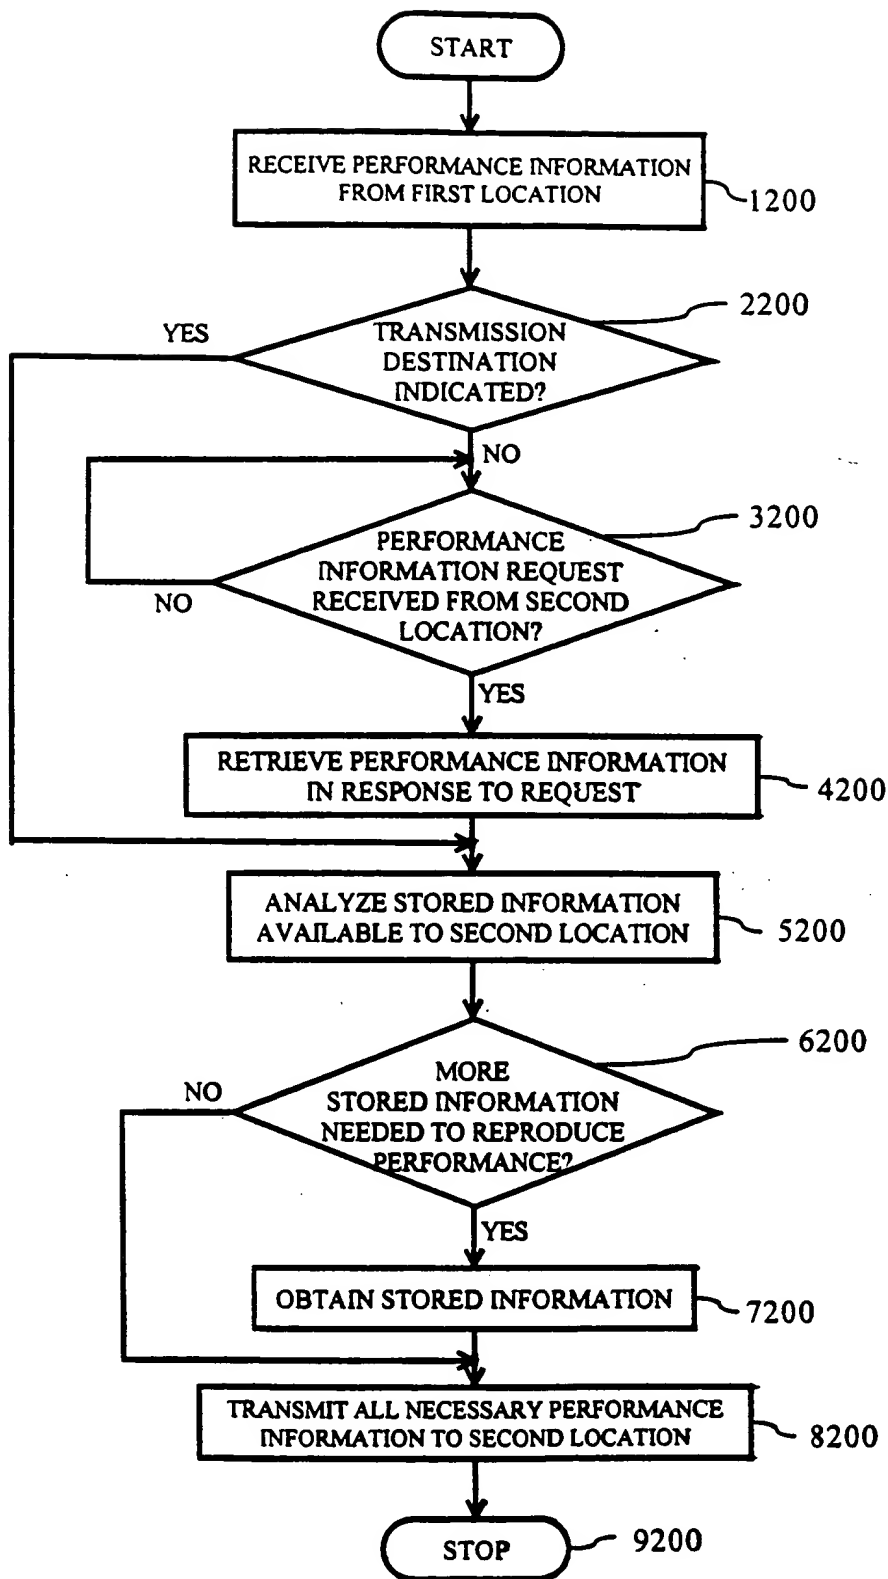 START
RECEIVE PERFORMANCE INFORMATION
FROM FIRST LOCATION
1200
2200
YES
TRANSMISSION
DESTINATION
INDICATED?
NO
3200
PERFORMANCE
INFORMATION REQUEST
RECEIVED FROM SECOND
LOCATION?
NO
YES
RETRIEVE PERFORMANCE INFORMATION
IN RESPONSE TO REQUEST
4200
ANALYZE STORED INFORMATION
AVAILABLE TO SECOND LOCATION
5200
6200
NO
MORE
STORED INFORMATION
NEEDED TO REPRODUCE
PERFORMANCE?
YES
OBTAIN STORED INFORMATION
7200
TRANSMIT ALL NECESSARY PERFORMANCE
INFORMATION TO SECOND LOCATION
8200
STOP
9200